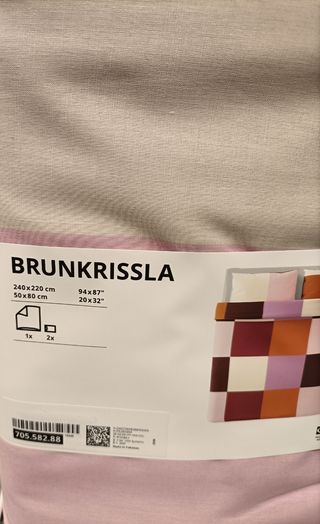 BRUNKRISSLA
240x220 cm 94x87"
50x80 cm 20x32"
1x 2x
705.582.88